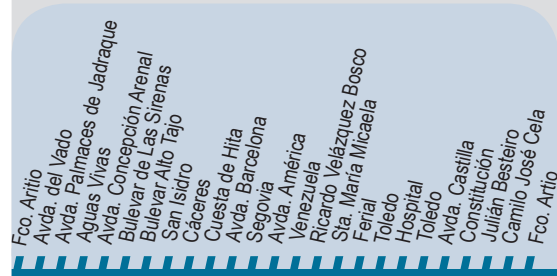 Fco. Aritio
Avda. del Vado
Avda. Palmaces de Jadraque
Aguas Vivas
Avda. Concepción Arenal
Bulevar de Las Sirenas
Bulevar Alto Tajo
San Isidro
Cáceres
Cuesta de Hita
Avda. Barcelona
Segovia
Avda. América
Venezuela
Ricardo Velázquez Bosco
Sta. María Micaela
Ferial
Toledo
Hospital
Toledo
Avda. Castilla
Constitución
Julián Besteiro
Camilo José Cela
Fco. Artio